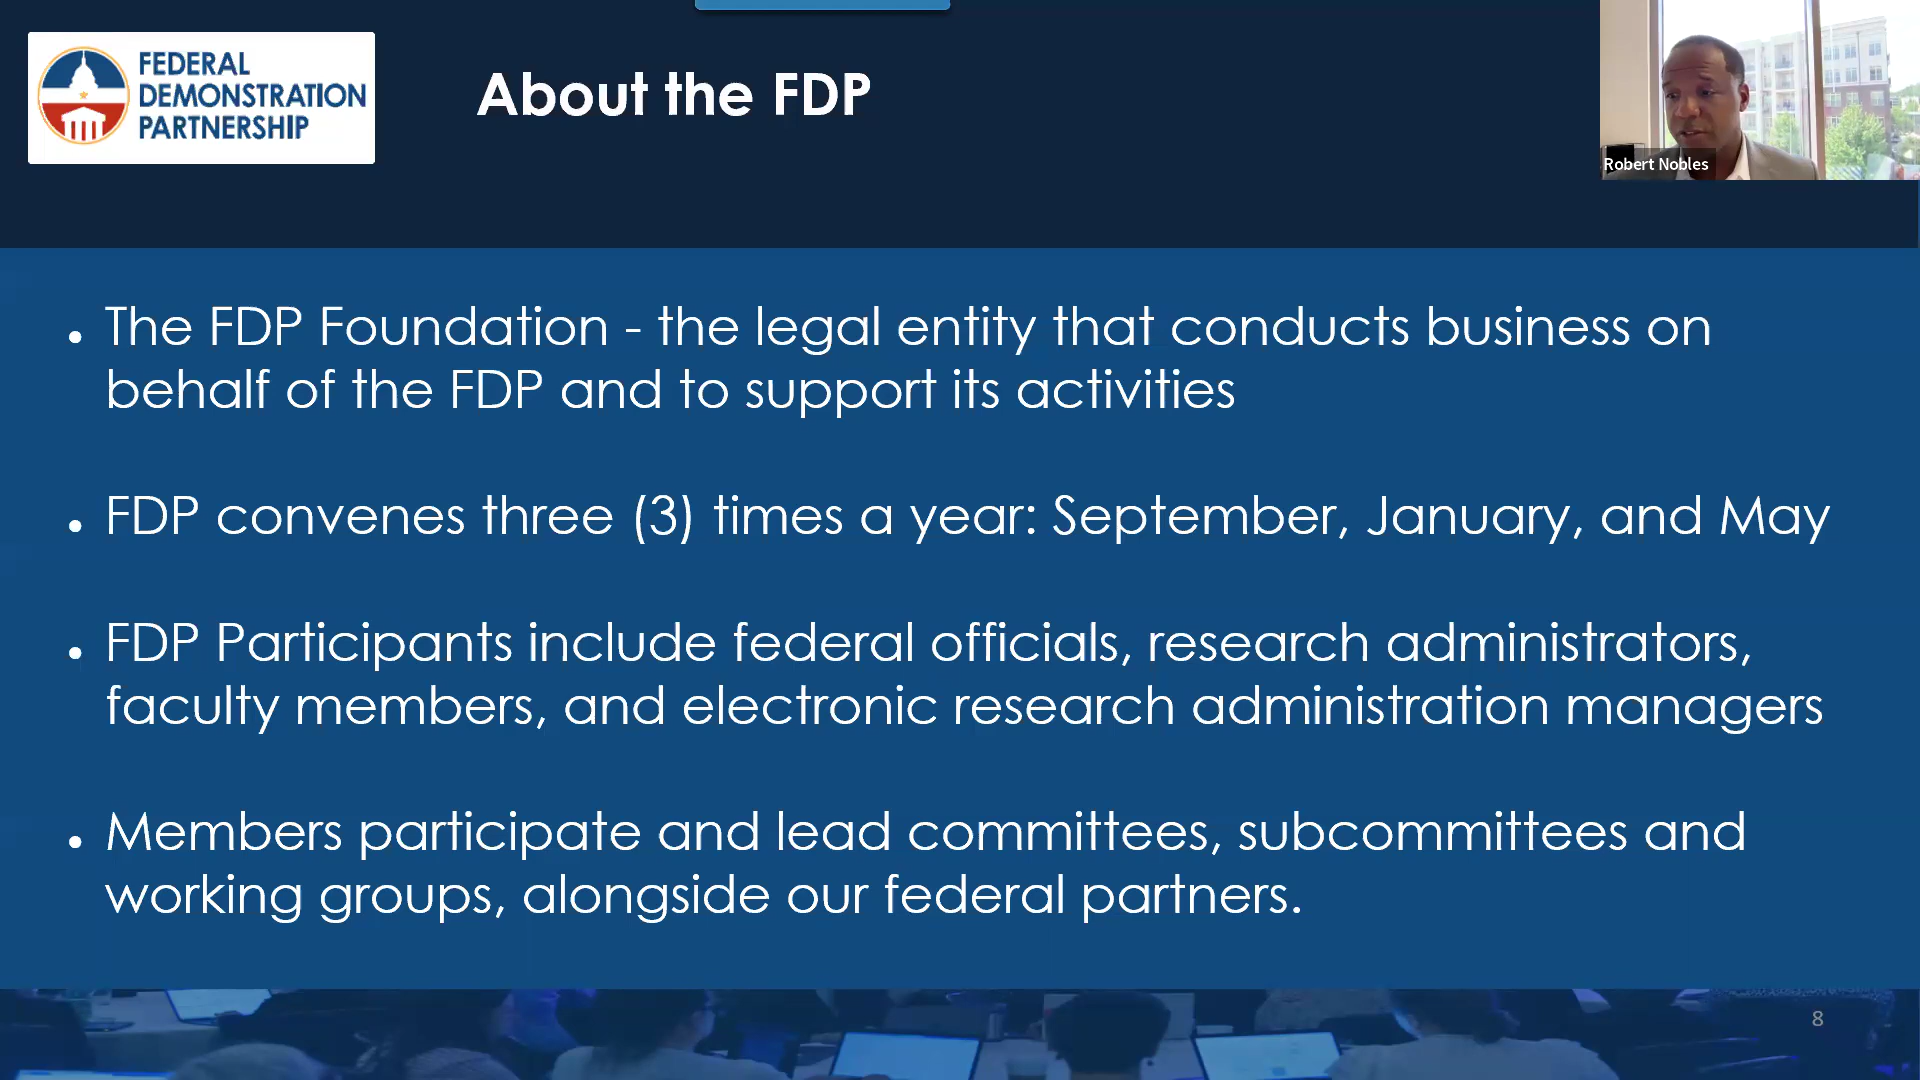 FEDERAL
DEMONSTRATION
PARTNERSHIP
About the FDP
Robert Nobles
• The FDP Foundation - the legal entity that conducts business on
behalf of the FDP and to support its activities
• FDP convenes three (3) times a year: September, January, and May
• FDP Participants include federal officials, research administrators,
faculty members, and electronic research administration managers
• Members participate and lead committees, subcommittees and
working groups, alongside our federal partners.
8